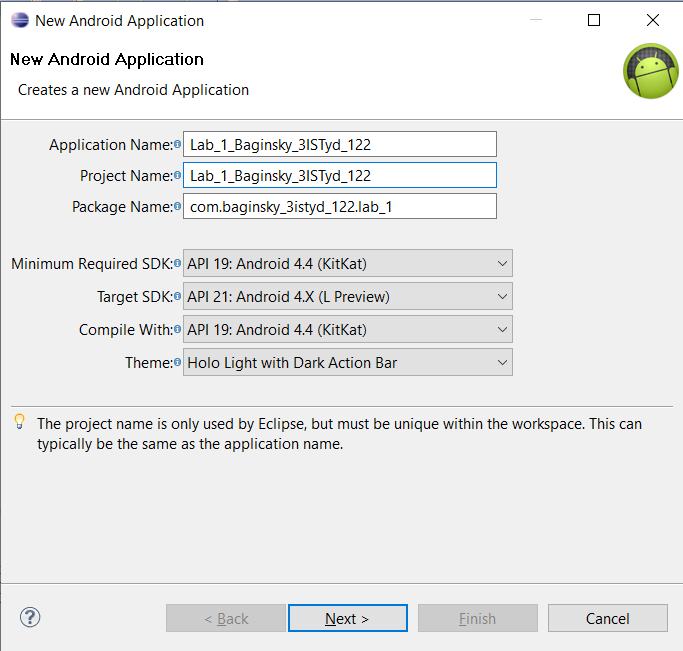 New Android Application
New Android Application
Creates a new Android Application
Application Name: Lab_1_Baginsky_3ISTyd_122
Project Name: Lab_1_Baginsky_3ISTyd_122
Package Name: com.baginsky_3istyd_122.lab_1
Minimum Required SDK: API 19: Android 4.4 (KitKat)
Target SDK: API 21: Android 4.X (L Preview)
Compile With: API 19: Android 4.4 (KitKat)
Theme: Holo Light with Dark Action Bar
The project name is only used by Eclipse, but must be unique within the workspace. This can
typically be the same as the application name.
? < Back Next > Finish Cancel